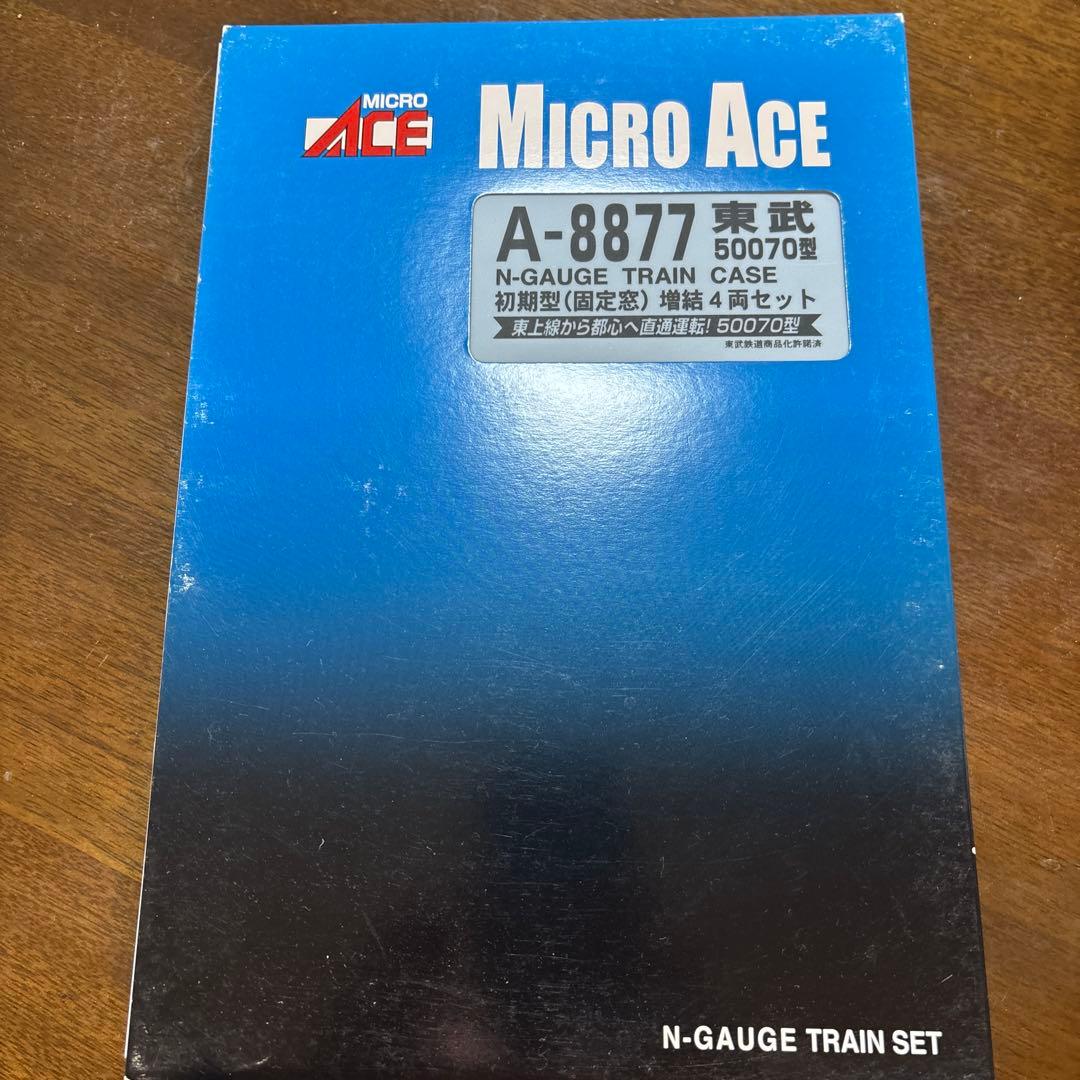 MICRO
ACE
MICRO ACE
A-8877 東武
50070型
N-GAUGE TRAIN CASE
初期型(固定窓) 増結4両セット
東上線から都心へ直通運転! 50070型
東武鉄道商品化許諾済
N-GAUGE TRAIN SET